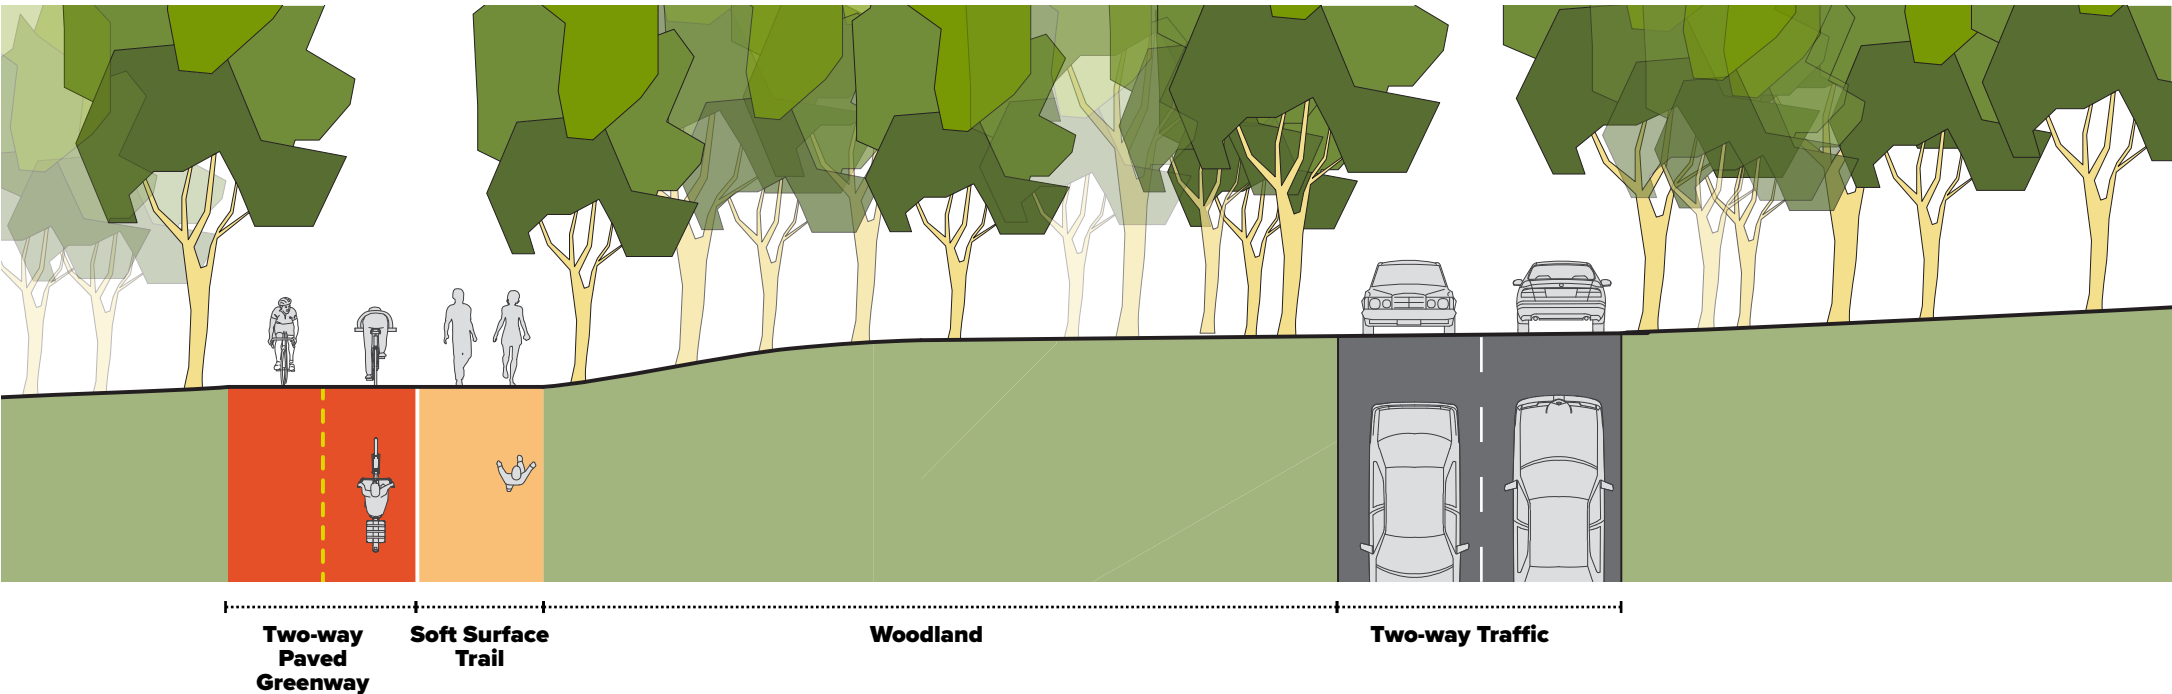 Two-way
Paved
Greenway
Soft Surface
Trail
Woodland
Two-way Traffic